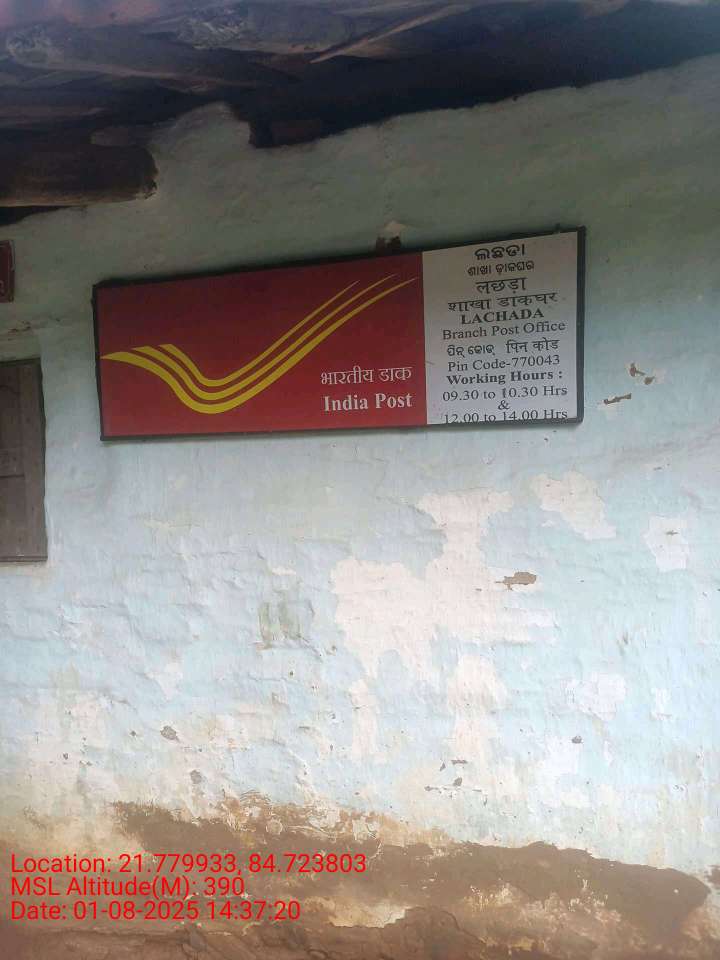 भारतीय डाक
India Post
ଲଛଡା
ଶାଖା ଡ଼ାକଘର
लछड़ा
शाखा डाकघर
LACHADA
Branch Post Office
ପିନ୍ କୋଡ୍ पिन कोड
Pin Code-770043
Working Hours :
09.30 to 10.30 Hrs
&
12.00 to 14.00 Hrs
Location: 21.779933, 84.723803
MSL Altitude(M): 390
Date: 01-08-2025 14:37:20